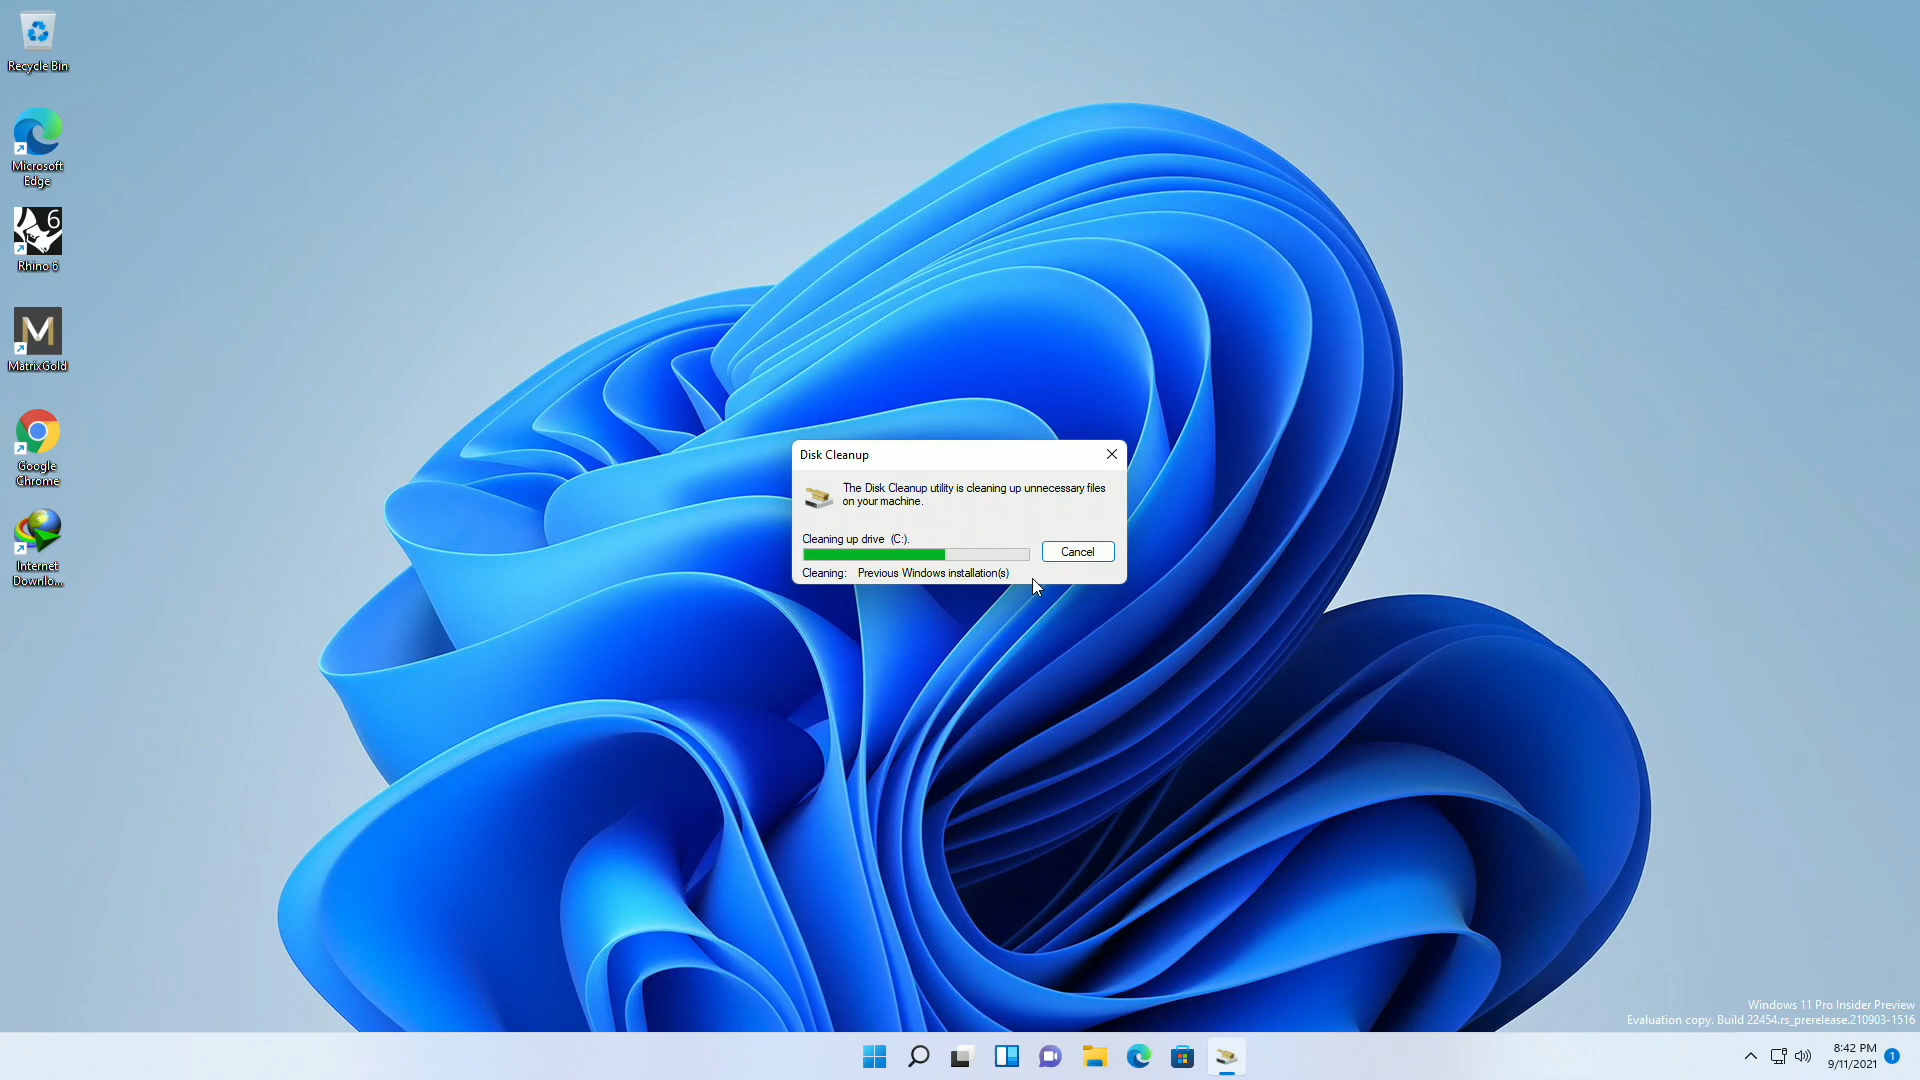 Recycle Bin
Microsoft
Edge
6
Rhino 6
M
MatrixGold
Google
Chrome
Internet
Downlo...
Disk Cleanup
The Disk Cleanup utility is cleaning up unnecessary files
on your machine.
Cleaning up drive (C:).
Cancel
Cleaning: Previous Windows installation(s)
Windows 11 Pro Insider Preview
Evaluation copy. Build 22454.rs_prerelease.210903-1516
8:42 PM
9/11/2021
1